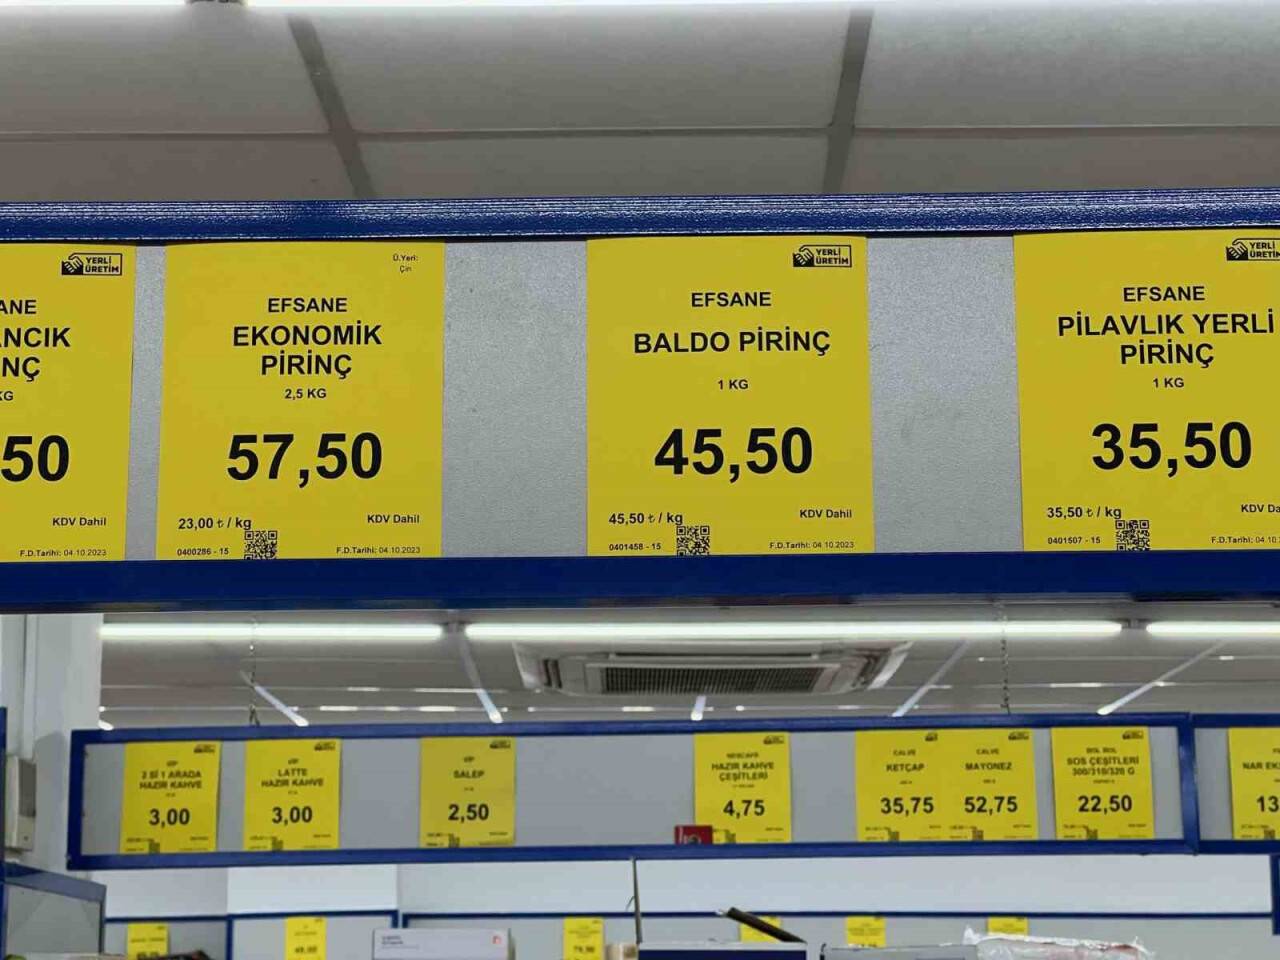 YERLİ
ÜRETİM
ANE
ANCIK
NÇ
KG
50
KDV Dahil
F.D.Tarihi: 04.10.2023
Ü.Yeri:
Çin
EFSANE
EKONOMİK
PİRİNÇ
2,5 KG
57,50
23,00 ₺ / kg
KDV Dahil
0400286 - 15
F.D.Tarihi: 04.10.2023
YERLİ
ÜRETİM
EFSANE
BALDO PİRİNÇ
1 KG
45,50
45,50 ₺ / kg
KDV Dahil
0401458 - 15
F.D.Tarihi: 04.10.2023
YERLİ
ÜRETİM
EFSANE
PİLAVLIK YERLİ
PİRİNÇ
1 KG
35,50
35,50 ₺ / kg
KDV Da
0401507 - 15
F.D.Tarihi: 04.10
VIP
2 Sİ 1 ARADA
HAZIR KAHVE
3,00
VIP
LATTE
HAZIR KAHVE
3,00
VIP
SALEP
2,50
NESCAFE
HAZIR KAHVE
ÇEŞİTLERİ
4,75
CALVE
KETÇAP
35,75
CALVE
MAYONEZ
52,75
BOL BOL
SOS ÇEŞİTLERİ
300/310/320 G
22,50
NAR EK
13